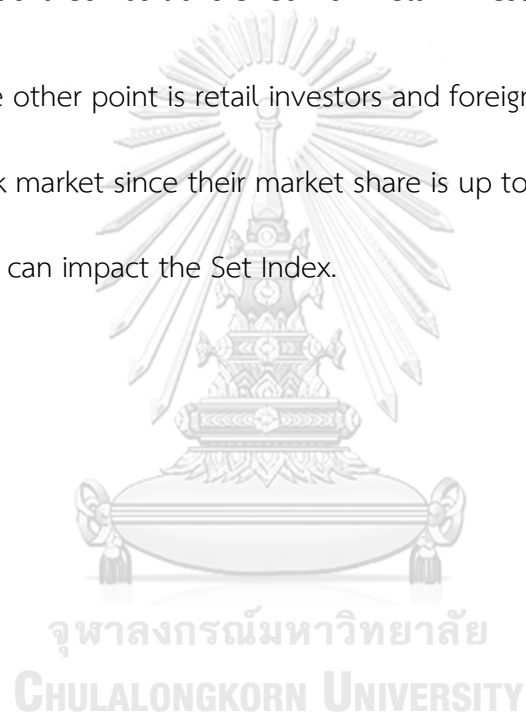 e other point is retail investors and foreign
k market since their market share is up to
can impact the Set Index.
จุฬาลงกรณ์มหาวิทยาลัย
CHULALONGKORN UNIVERSITY